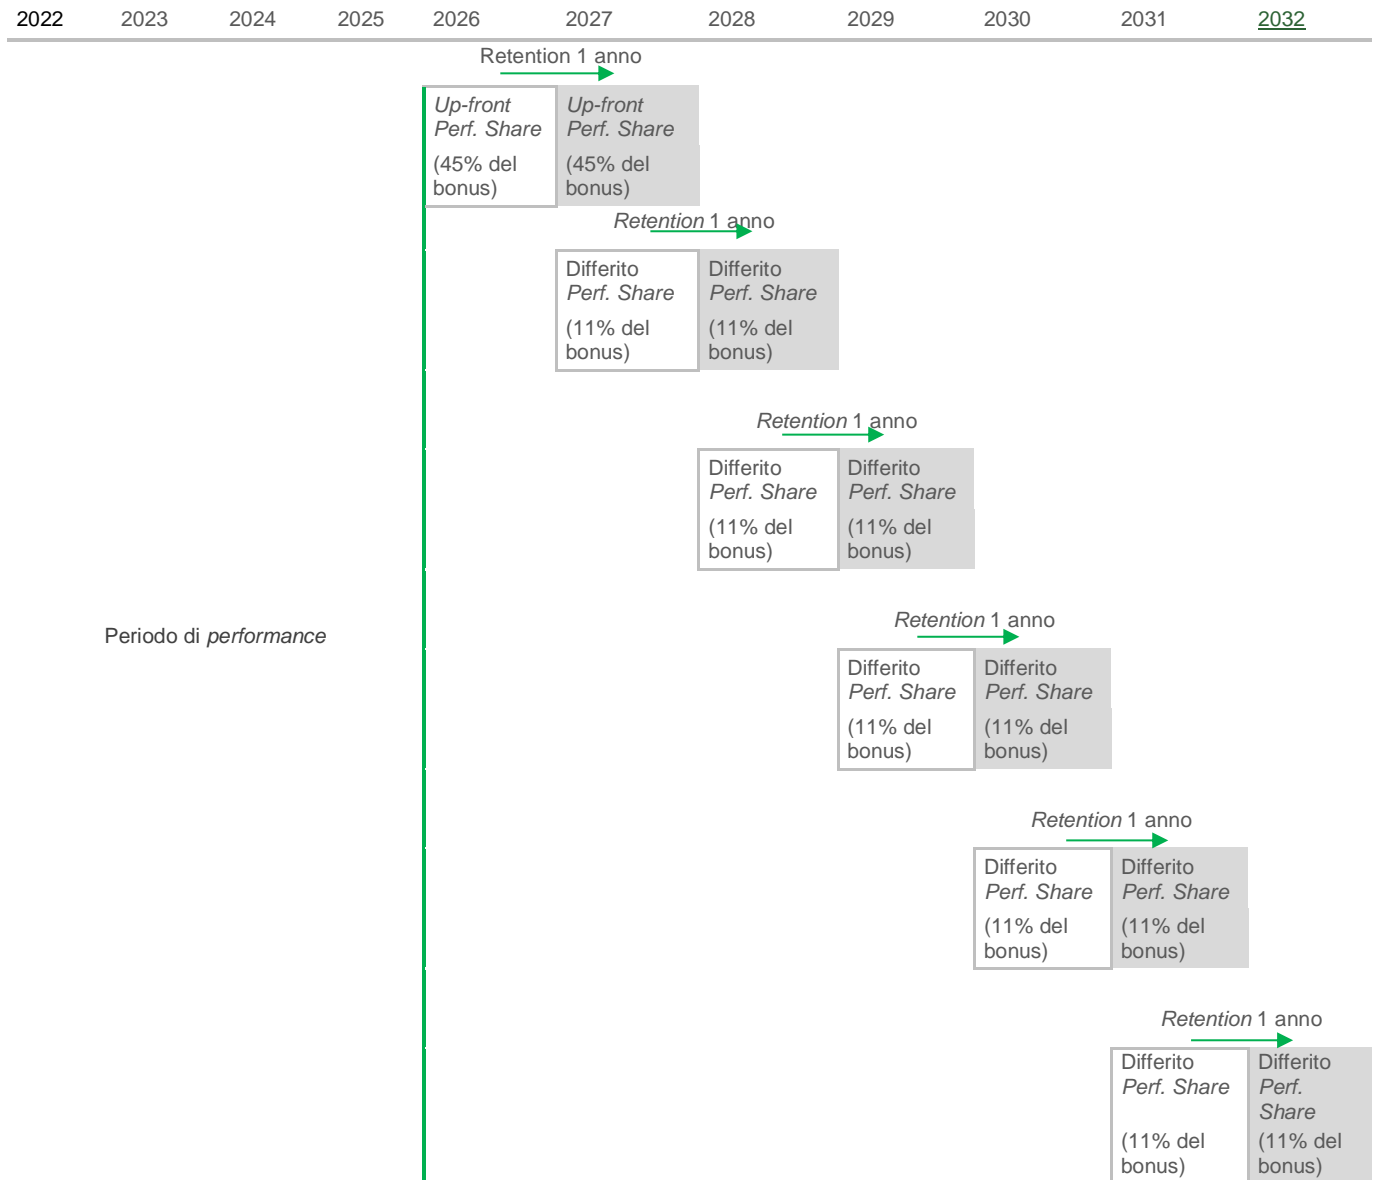 2022 2023 2024 2025 2026 2027 2028 2029 2030 2031 2032
Retention 1 anno
Up-front
Perf. Share
(45% del
bonus)
Up-front
Perf. Share
(45% del
bonus)
Retention 1 anno
Differito
Perf. Share
(11% del
bonus)
Differito
Perf. Share
(11% del
bonus)
Retention 1 anno
Differito
Perf. Share
(11% del
bonus)
Differito
Perf. Share
(11% del
bonus)
Periodo di performance
Retention 1 anno
Differito
Perf. Share
(11% del
bonus)
Differito
Perf. Share
(11% del
bonus)
Retention 1 anno
Differito
Perf. Share
(11% del
bonus)
Differito
Perf. Share
(11% del
bonus)
Retention 1 anno
Differito
Perf. Share
(11% del
bonus)
Differito
Perf.
Share
(11% del
bonus)